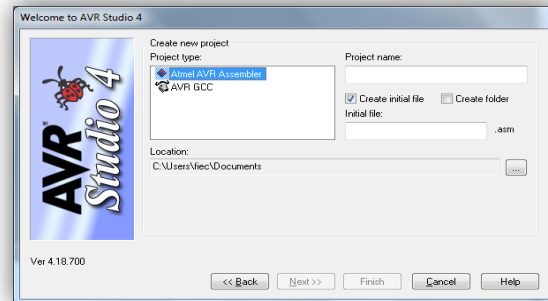 Welcome to AVR Studio 4
AVR®
Studio 4
Ver 4.18.700
Create new project
Project type:
Atmel AVR Assembler
AVR GCC
Project name:
Create initial file
Create folder
Initial file:
.asm
Location:
C:\Users\fiec\Documents
...
<< Back
Next >>
Finish
Cancel
Help